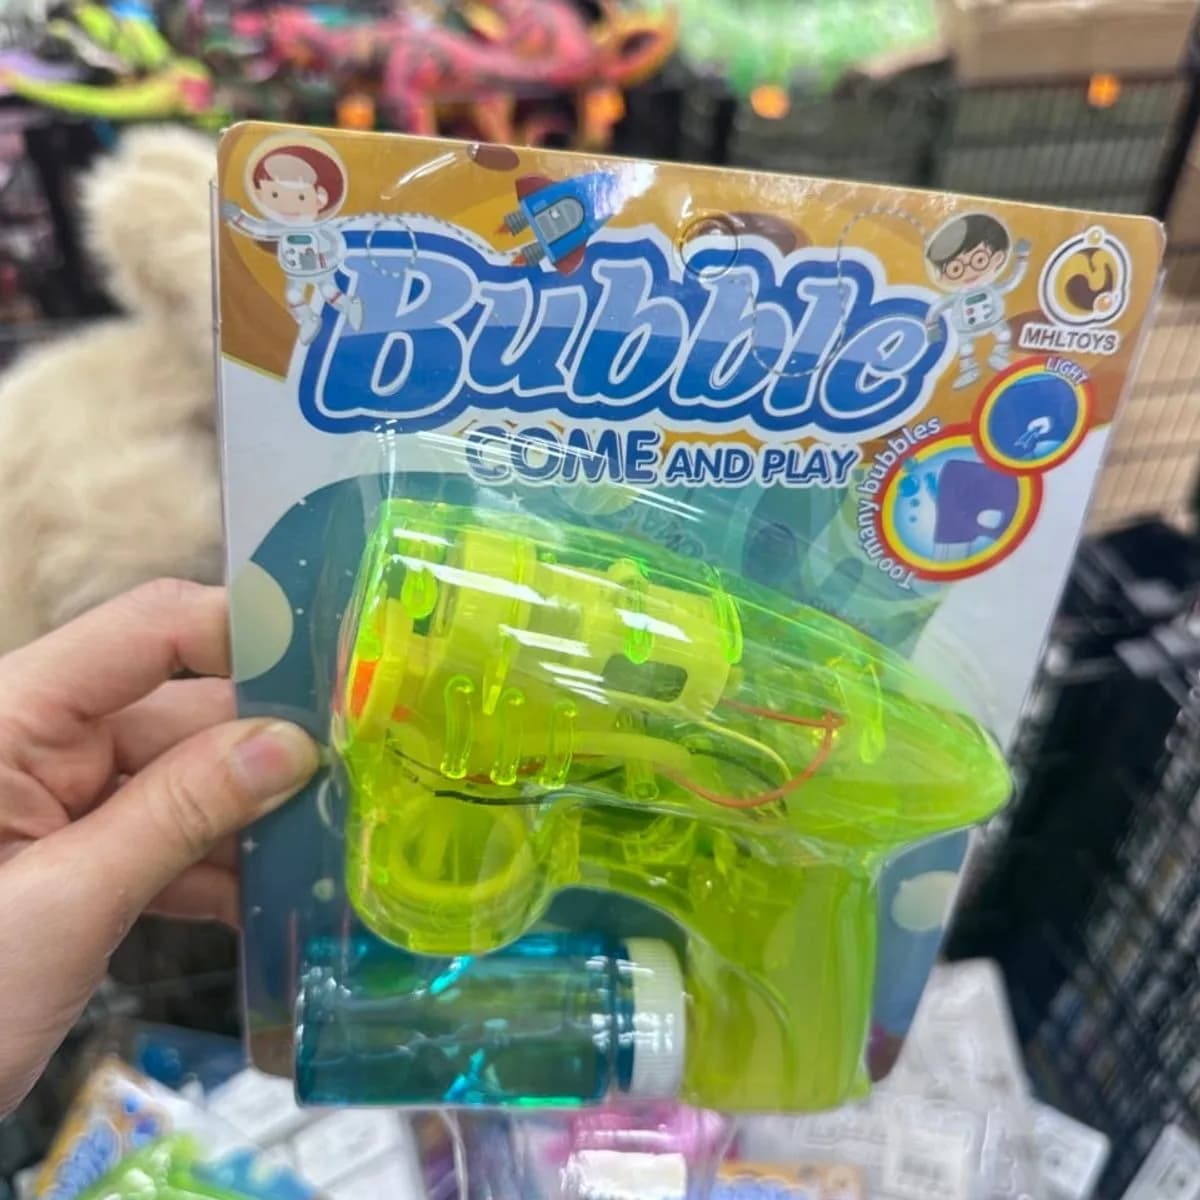 Bubble
COME AND PLAY
MHLTOYS
LIGHT
Too many bubbles